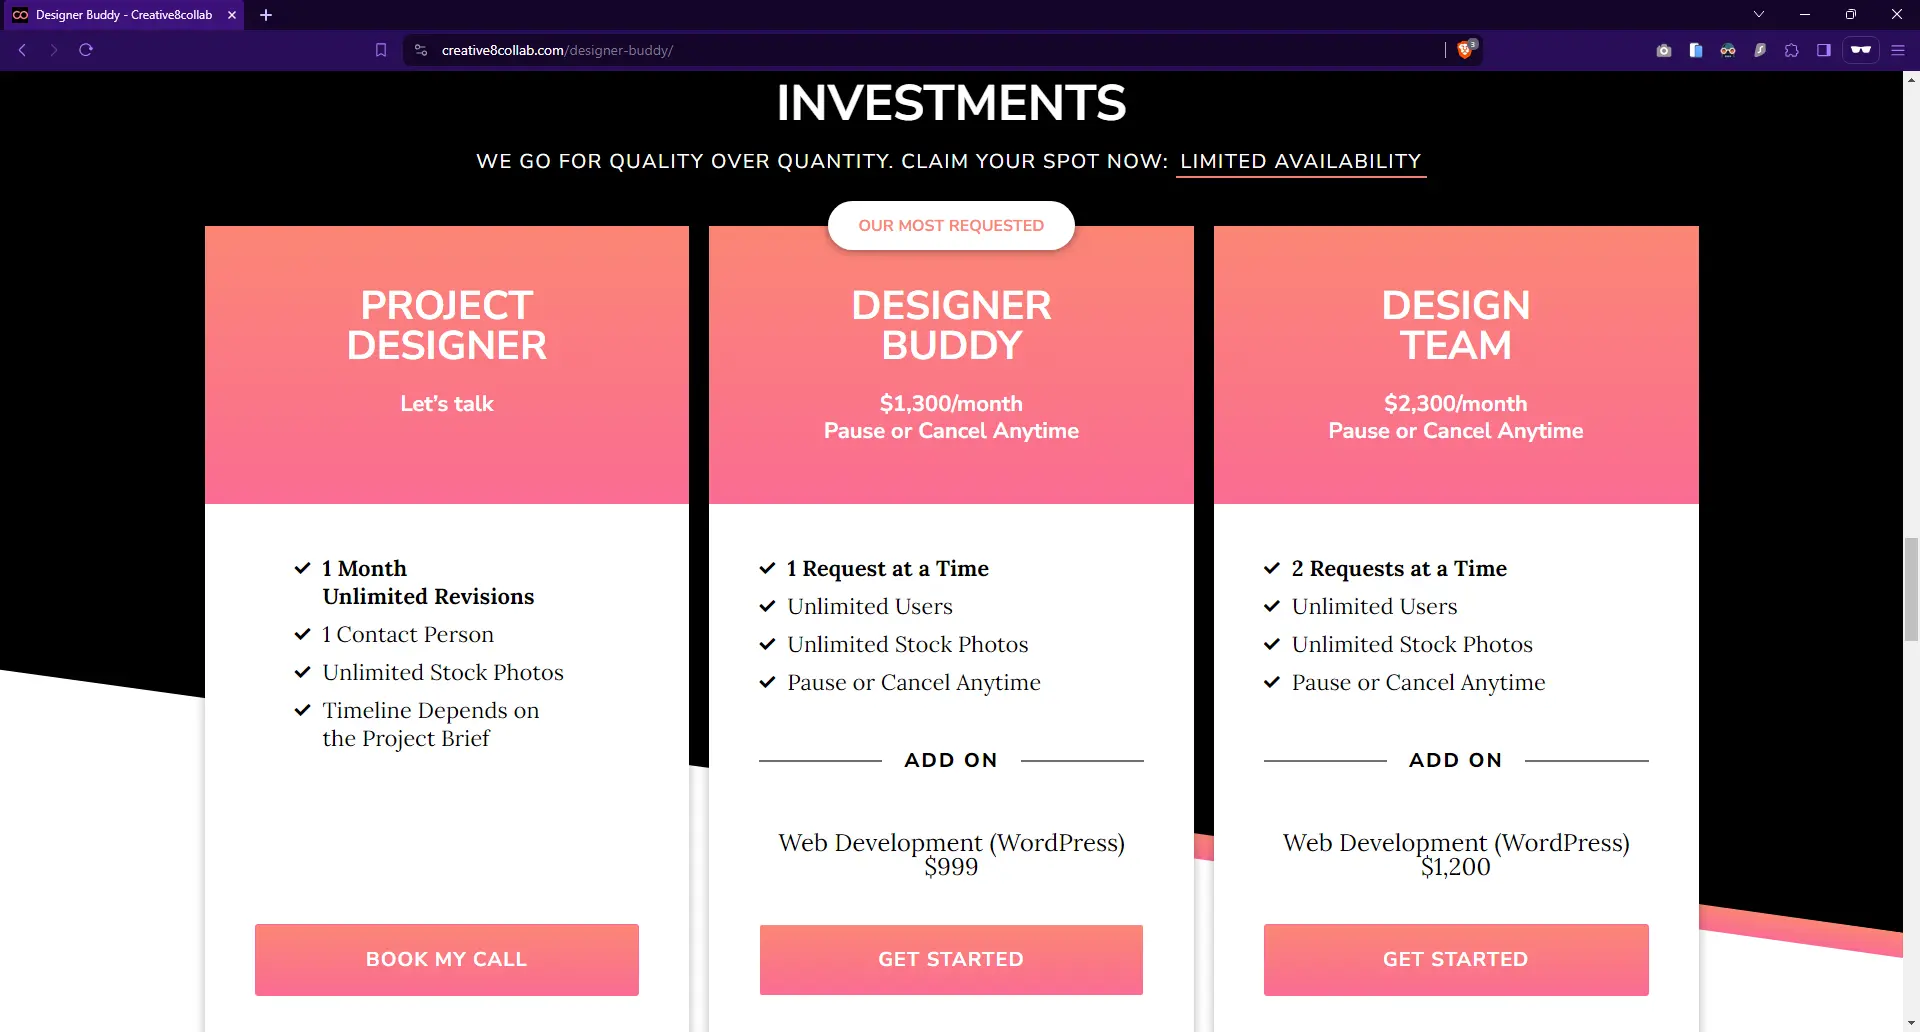 Designer Buddy - Creative8collab
creative8collab.com/designer-buddy/
3
INVESTMENTS
WE GO FOR QUALITY OVER QUANTITY. CLAIM YOUR SPOT NOW: LIMITED AVAILABILITY
PROJECT
DESIGNER
Let's talk
1 Month
Unlimited Revisions
1 Contact Person
Unlimited Stock Photos
Timeline Depends on
the Project Brief
BOOK MY CALL
OUR MOST REQUESTED
DESIGNER
BUDDY
$1,300/month
Pause or Cancel Anytime
1 Request at a Time
Unlimited Users
Unlimited Stock Photos
Pause or Cancel Anytime
ADD ON
Web Development (WordPress)
$999
GET STARTED
DESIGN
TEAM
$2,300/month
Pause or Cancel Anytime
2 Requests at a Time
Unlimited Users
Unlimited Stock Photos
Pause or Cancel Anytime
ADD ON
Web Development (WordPress)
$1,200
GET STARTED